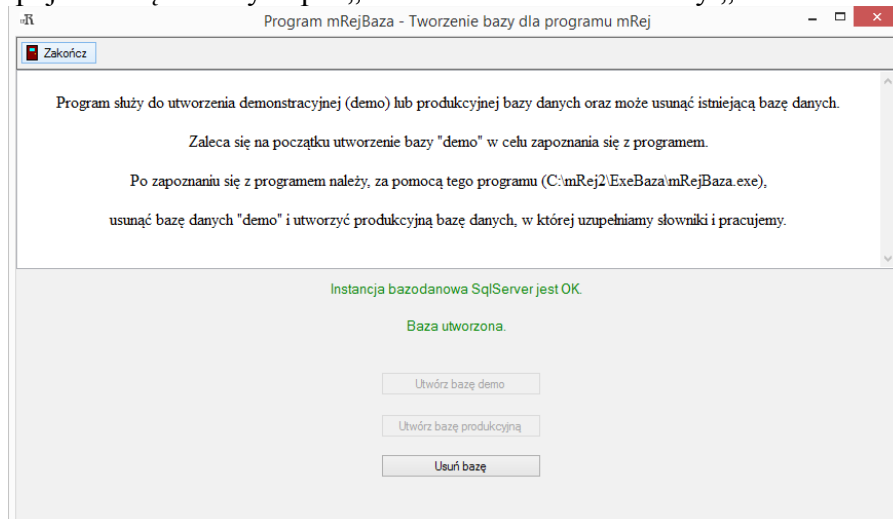 mR
Program mRejBaza - Tworzenie bazy dla programu mRej
Zakończ
Program służy do utworzenia demonstracyjnej (demo) lub produkcyjnej bazy danych oraz może usunąć istniejącą bazę danych.
Zaleca się na początku utworzenie bazy "demo" w celu zapoznania się z programem.
Po zapoznaniu się z programem należy, za pomocą tego programu (C:\mRej2\ExeBaza\mRejBaza.exe),
usunąć bazę danych "demo" i utworzyć produkcyjną bazę danych, w której uzupełniamy słowniki i pracujemy.
Instancja bazodanowa SqlServer jest OK.
Baza utworzona.
Utwórz bazę demo
Utwórz bazę produkcyjną
Usuń bazę